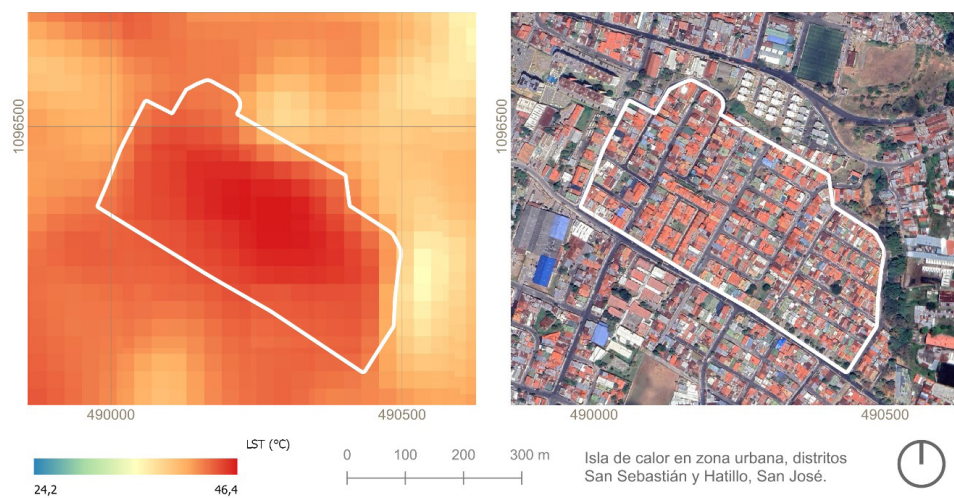 1096500
1096500
490000
490500
490000
490500
LST (°C)
24,2
46,4
0
100
200
300 m
Isla de calor en zona urbana, distritos
San Sebastián y Hatillo, San José.